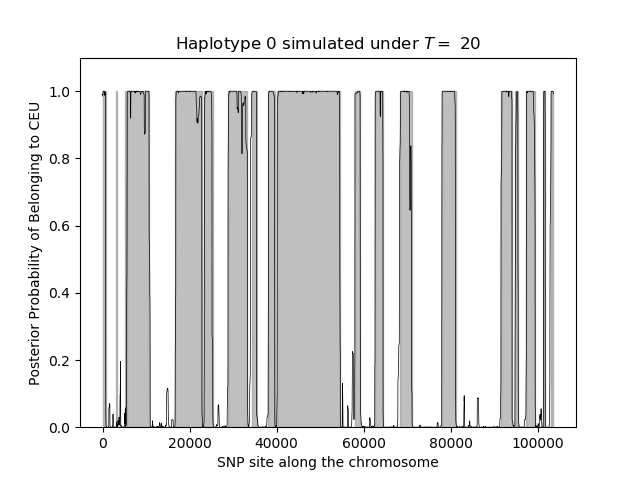 Haplotype 0 simulated under T = 20
Posterior Probability of Belonging to CEU
1.0
0.8
0.6
0.4
0.2
0.0
0 20000 40000 60000 80000 100000
SNP site along the chromosome